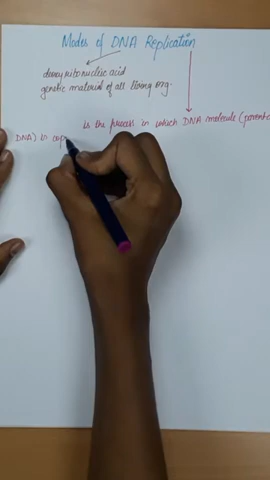 Modes of DNA Replication
deoxyribonucleic acid
genetic material of all living org.
is the process in which DNA molecule (parental
DNA) is cop